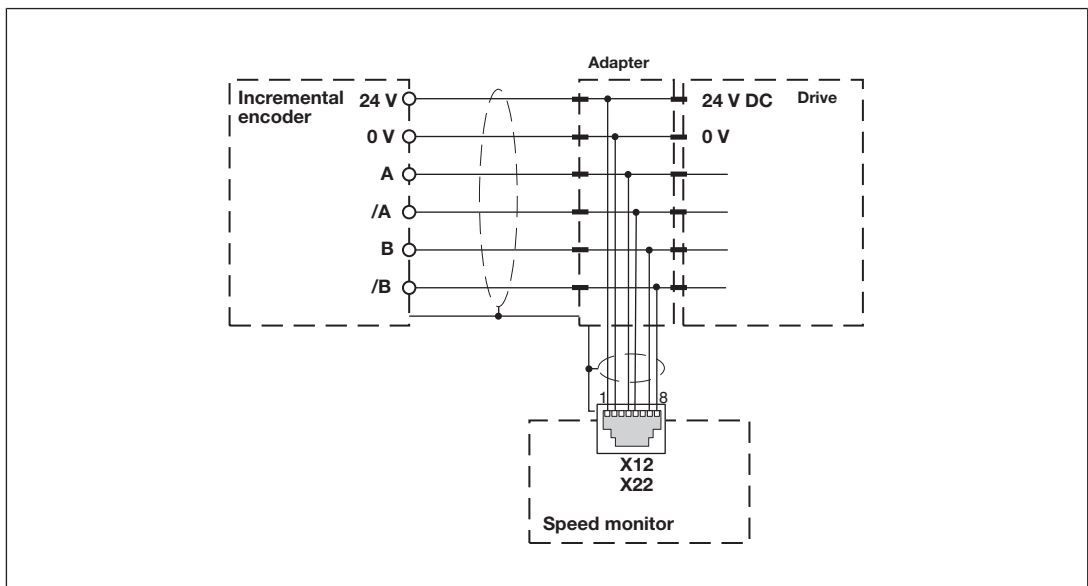 Adapter
Incremental
encoder
24 V
0 V
A
/A
B
/B
24 V DC
Drive
0 V
1
8
X12
X22
Speed monitor